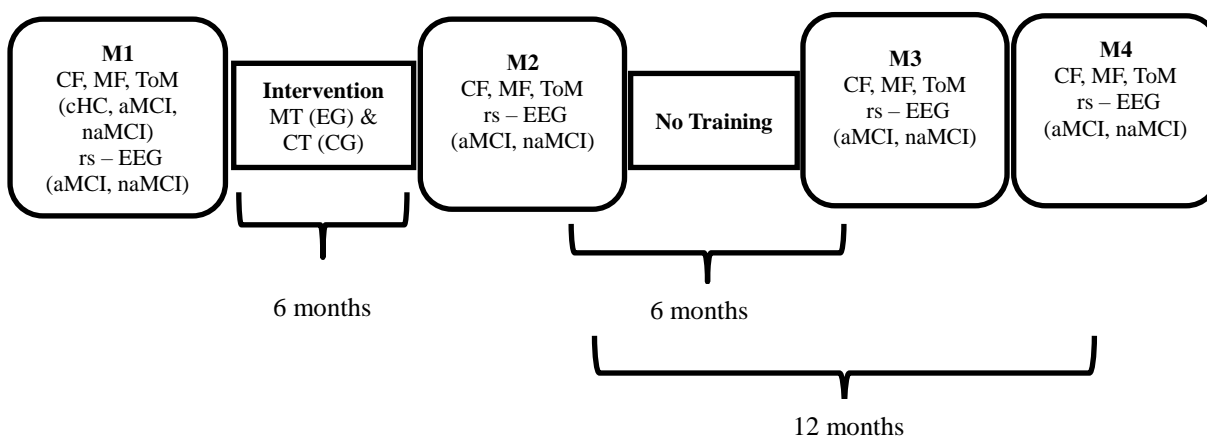 M1
CF, MF, ToM
(cHC, aMCI,
naMCI)
rs – EEG
(aMCI, naMCI)
Intervention
MT (EG) &
CT (CG)
M2
CF, MF, ToM
rs – EEG
(aMCI, naMCI)
No Training
M3
CF, MF, ToM
rs – EEG
(aMCI, naMCI)
M4
CF, MF, ToM
rs – EEG
(aMCI, naMCI)
6 months
6 months
12 months